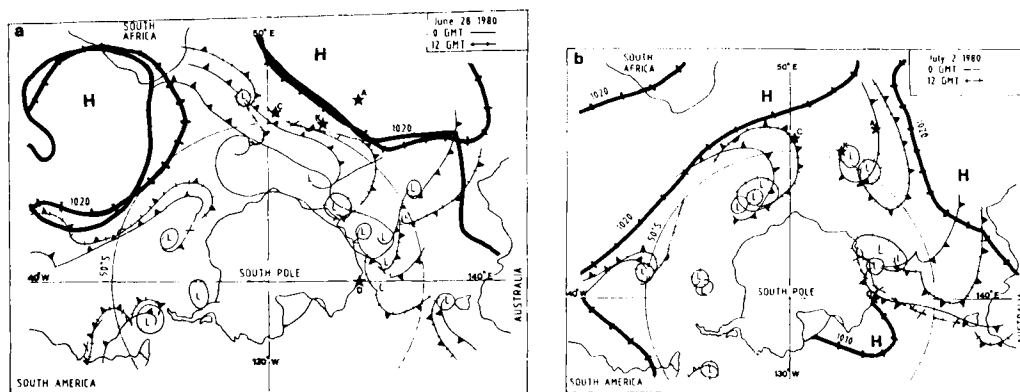 a
SOUTH
AFRICA
50° E
June 28 1980
0 GMT
12 GMT
H
H
L
A
C
K
1020
1020
L
L
L
L
L
L
L
L
L
L
50°S
40°W
SOUTH POLE
D
140°E
AUSTRALIA
130°W
SOUTH AMERICA
b
SOUTH
AFRICA
50°E
July 2 1980
0 GMT
12 GMT
1020
H
C
A
K
1020
H
L
L
L
L
1020
50°S
L
L
L
L
L
40°W
SOUTH POLE
D
140°E
1010
H
130°W
L
SOUTH AMERICA